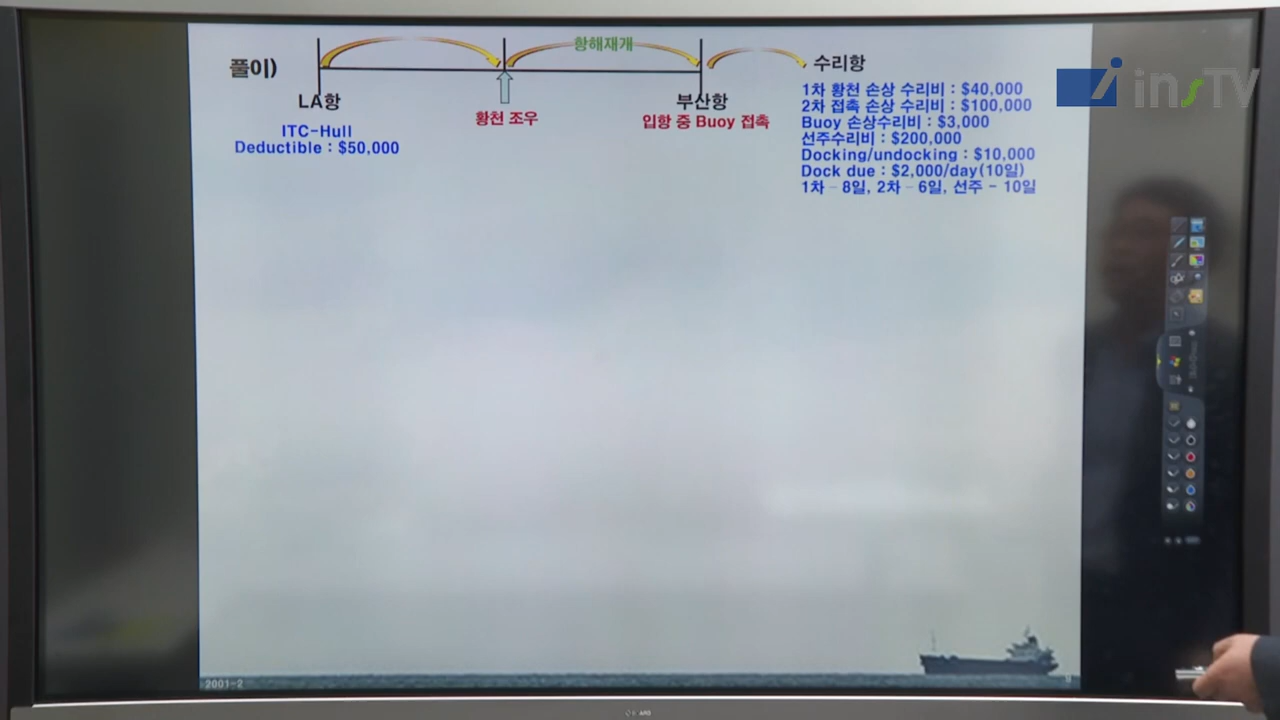 풀이)
항해재개
수리항
LA항
황천 조우
부산항
입항 중 Buoy 접촉
ITC-Hull
Deductible : $50,000
1차 황천 손상 수리비 : $40,000
2차 접촉 손상 수리비 : $100,000
Buoy 손상수리비 : $3,000
선주수리비 : $200,000
Docking/undocking : $10,000
Dock due : $2,000/day(10일)
1차 - 8일, 2차 - 6일, 선주 - 10일
insTV
2001-2
9